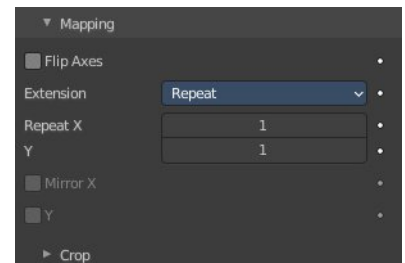 Mapping
Flip Axes
Extension Repeat
Repeat X 1
Y 1
Mirror X
Y
Crop